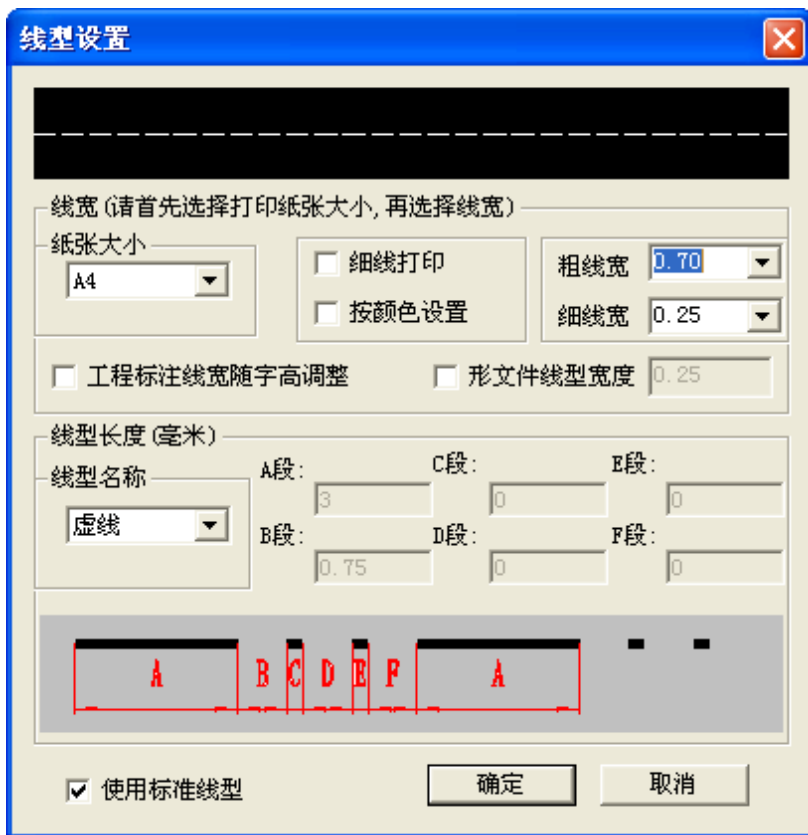 线型设置
线宽(请首先选择打印纸张大小,再选择线宽)
纸张大小
A4
细线打印
按颜色设置
粗线宽 0.70
细线宽 0.25
工程标注线宽随字高调整
形文件线型宽度 0.25
线型长度(毫米)
线型名称
虚线
A段: C段: E段:
3 0 0
B段: D段: F段:
0.75 0 0
A B C D E F A
使用标准线型
确定
取消